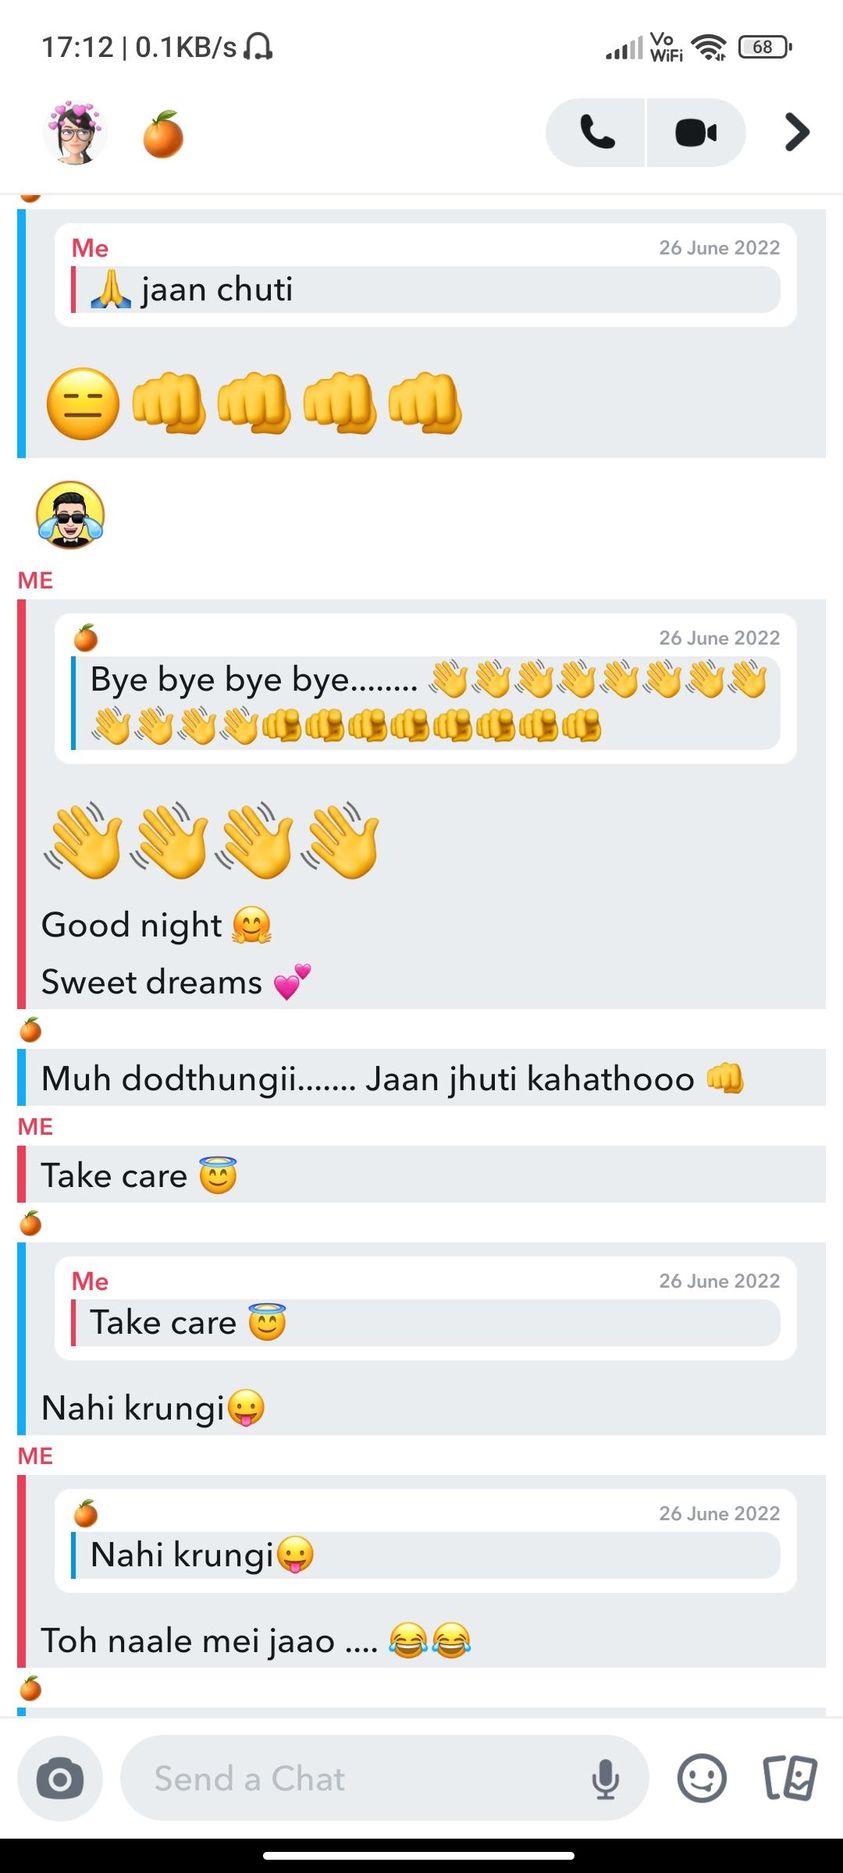 17:12 | 0.1KB/s
Vo
WiFi
68
🍊
Me
26 June 2022
🙏 jaan chuti
😑👊👊👊👊
ME
🍊
26 June 2022
Bye bye bye bye........ 👋👋👋👋👋👋👋👋
👋👋👋👋🫵🫵🫵🫵🫵🫵🫵🫵
👋👋👋👋
Good night 🤗
Sweet dreams 💕
🍊
Muh dodthungii....... Jaan jhuti kahathooo 👊
ME
Take care 😇
🍊
Me
26 June 2022
Take care 😇
Nahi krungi😛
ME
🍊
26 June 2022
Nahi krungi😛
Toh naale mei jaao .... 😂😂
🍊
Send a Chat